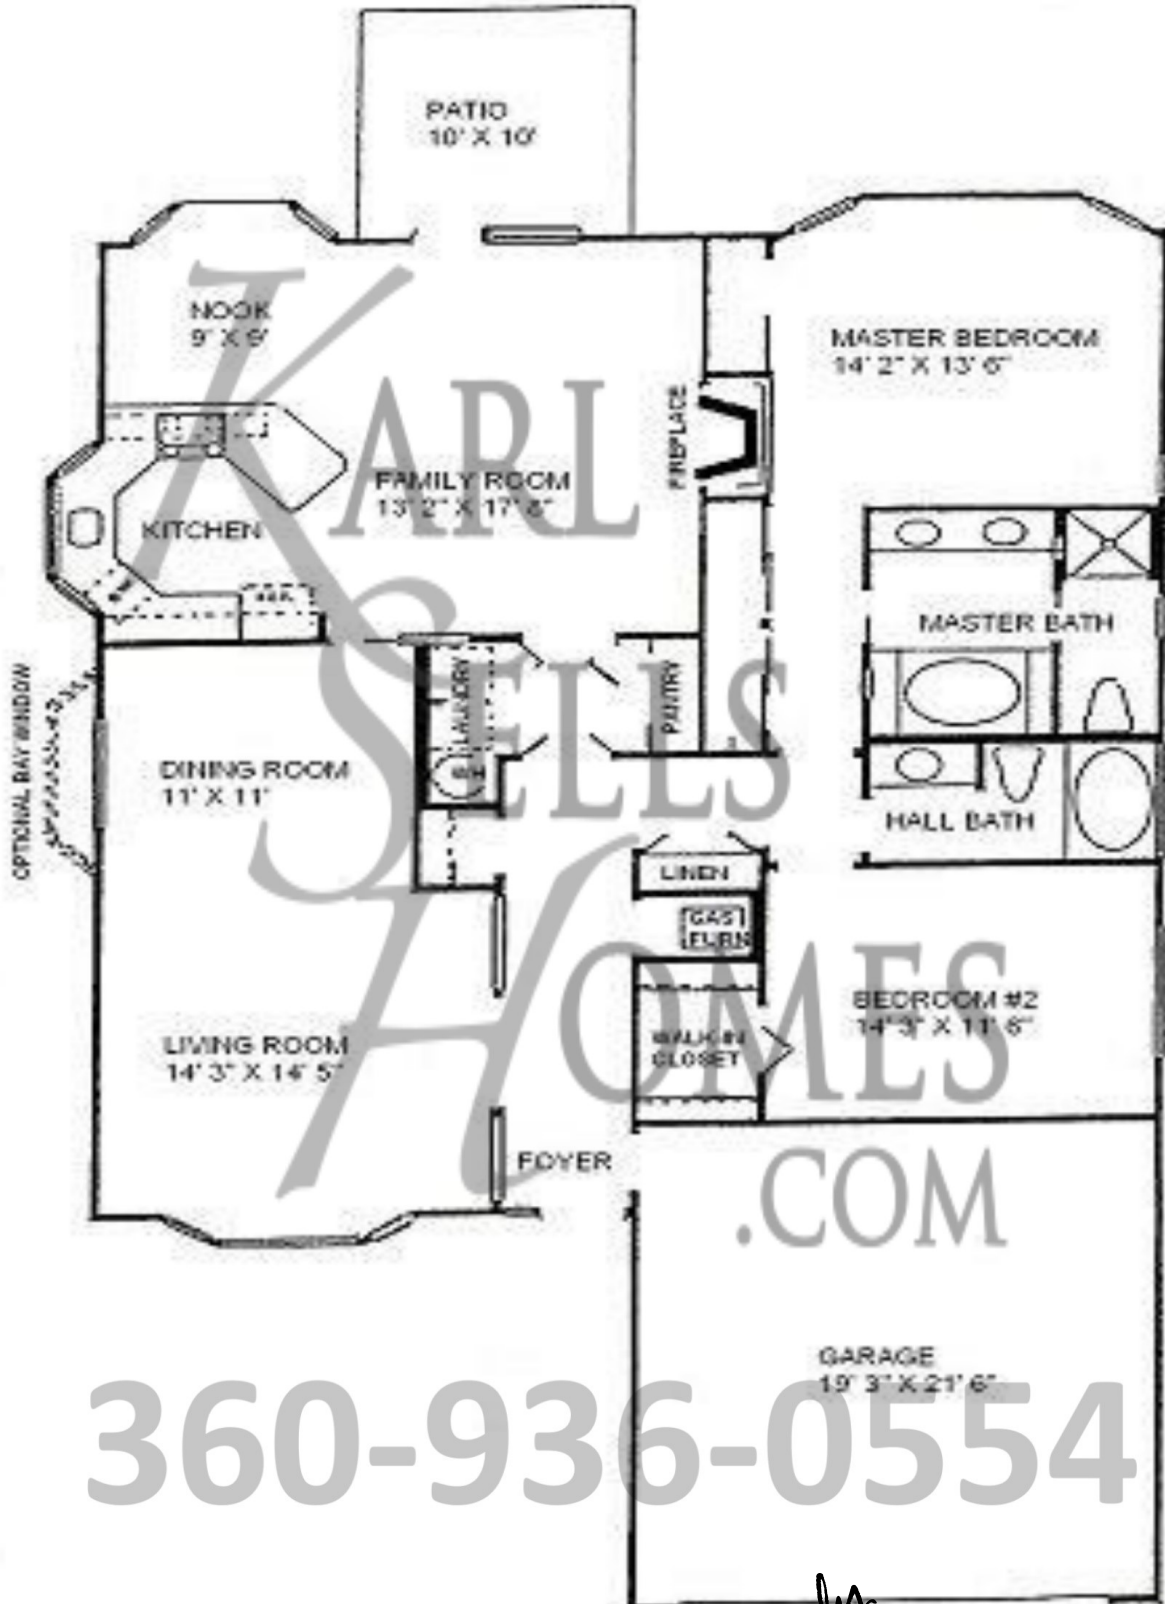 PATIO
10' X 10'
NOOK
9' X 9'
MASTER BEDROOM
14' 2" X 13' 6"
FIREPLACE
FAMILY ROOM
13' 2" X 17' 8"
KITCHEN
MASTER BATH
OPTIONAL BAY WINDOW
LAUNDRY
PANTRY
WH
DINING ROOM
11' X 11'
HALL BATH
LINEN
GAS
FURN
BEDROOM #2
14' 3" X 11' 6"
WALK-IN
CLOSET
LIVING ROOM
14' 3" X 14' 5"
FOYER
GARAGE
19' 3" X 21' 6"
KARL
SELLS
HOMES
.COM
360-936-0554